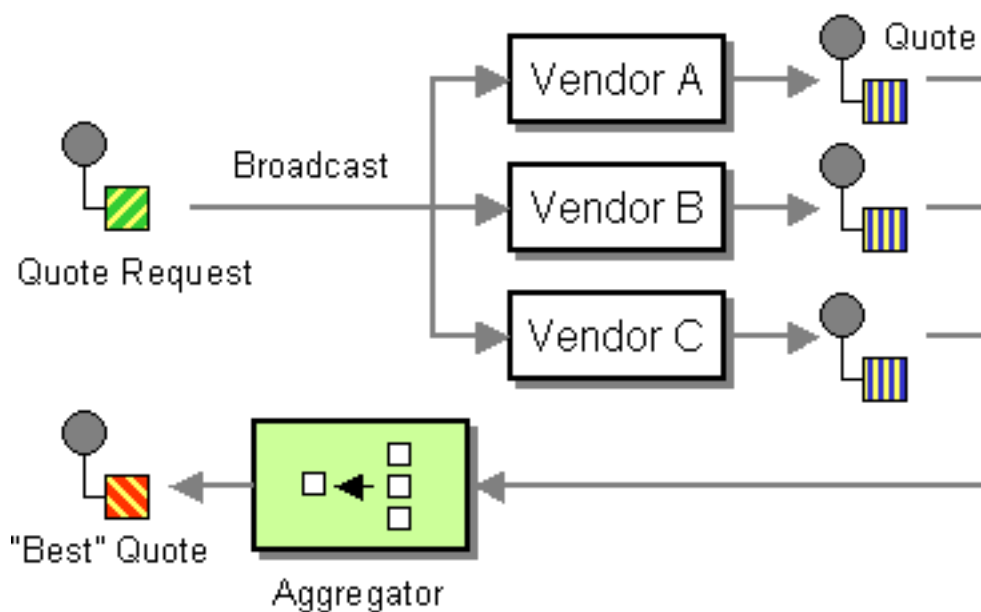 Quote
Vendor A
Broadcast
Vendor B
Quote Request
Vendor C
"Best" Quote
Aggregator